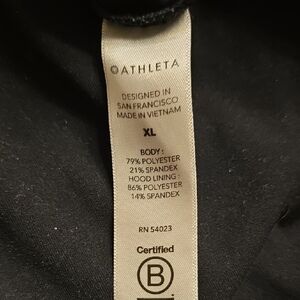 ATHLETA
DESIGNED IN
SAN FRANCISCO
MADE IN VIETNAM
XL
BODY:
79% POLYESTER
21% SPANDEX
HOOD LINING:
86% POLYESTER
14% SPANDEX
RN 54023
Certified
B